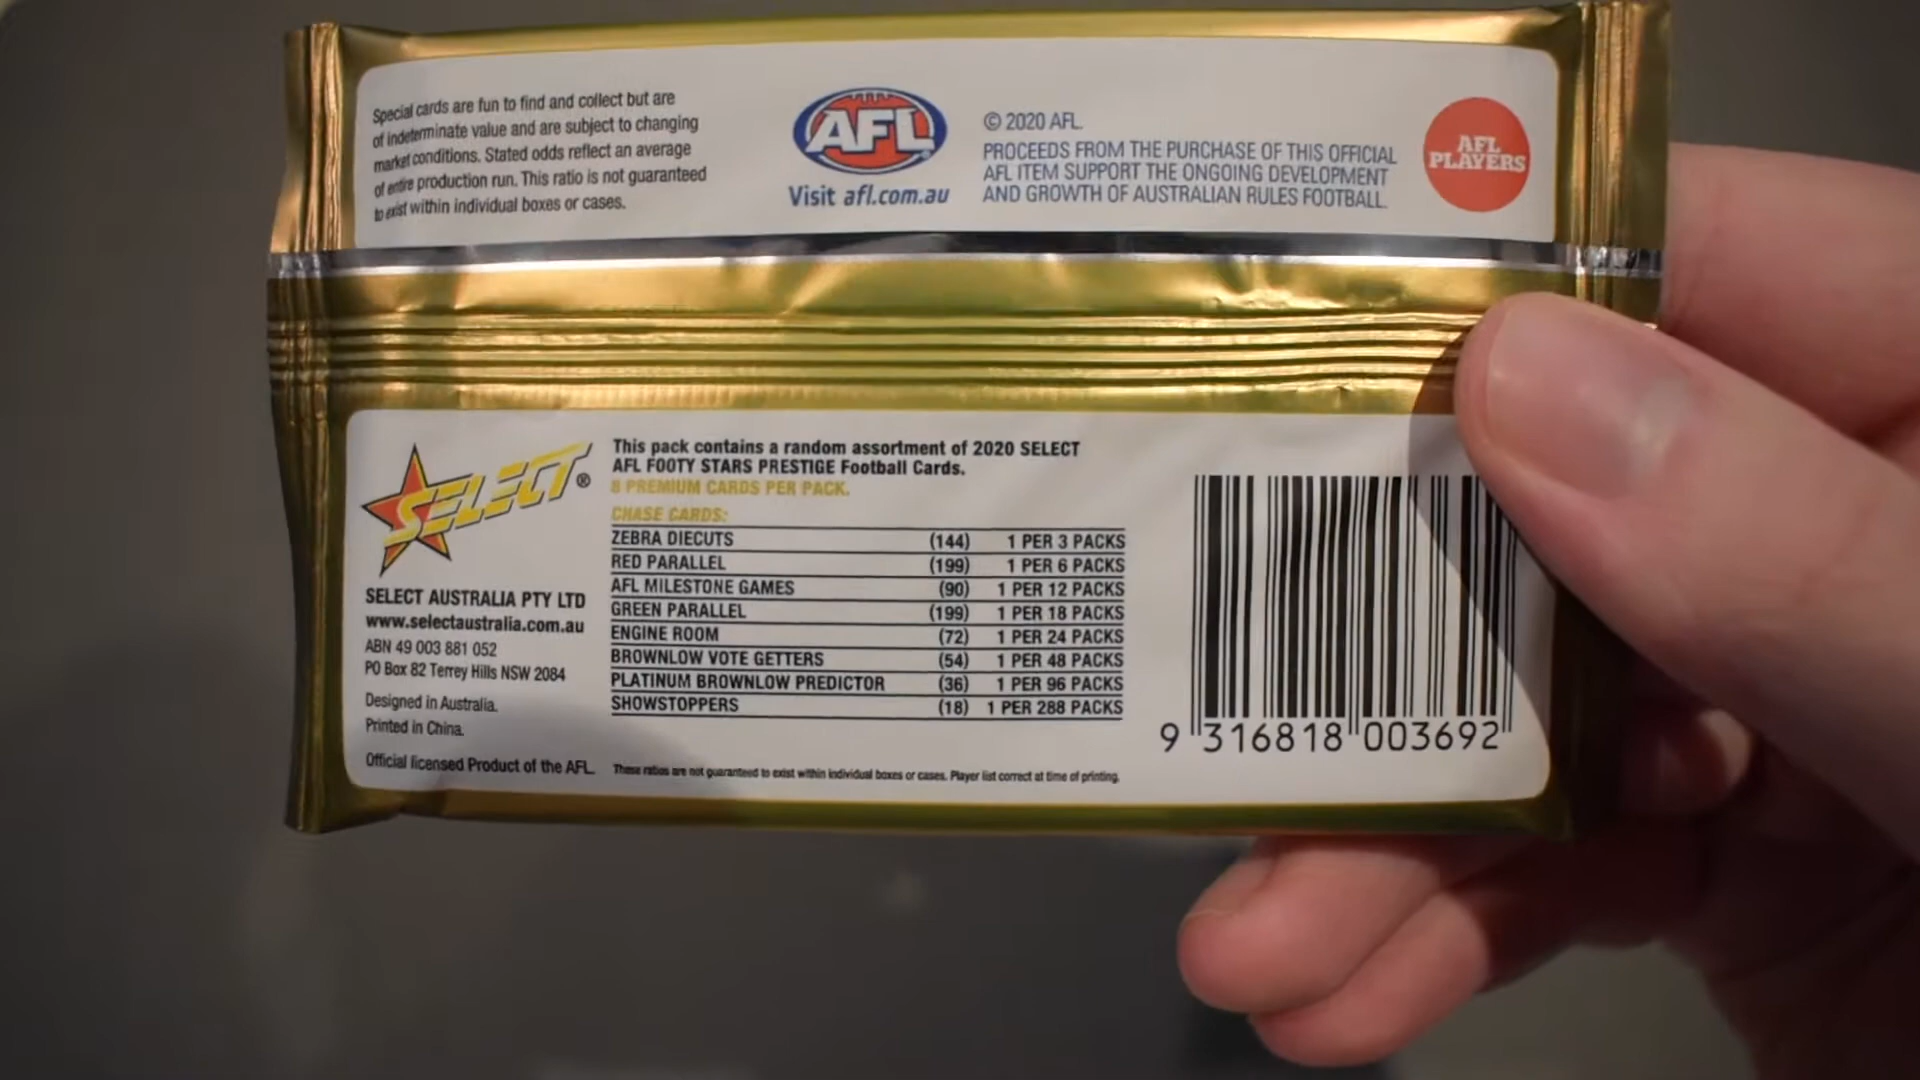 Special cards are fun to find and collect but are
of indeterminate value and are subject to changing
market conditions. Stated odds reflect an average
of entire production run. This ratio is not guaranteed
to exist within individual boxes or cases.
AFL
Visit afl.com.au
© 2020 AFL.
PROCEEDS FROM THE PURCHASE OF THIS OFFICIAL
AFL ITEM SUPPORT THE ONGOING DEVELOPMENT
AND GROWTH OF AUSTRALIAN RULES FOOTBALL.
AFL
PLAYERS
SELECT®
SELECT AUSTRALIA PTY LTD
www.selectaustralia.com.au
ABN 49 003 881 052
PO Box 82 Terrey Hills NSW 2084
Designed in Australia.
Printed in China.
Official licensed Product of the AFL.
This pack contains a random assortment of 2020 SELECT
AFL FOOTY STARS PRESTIGE Football Cards.
8 PREMIUM CARDS PER PACK.
CHASE CARDS:
ZEBRA DIECUTS (144) 1 PER 3 PACKS
RED PARALLEL (199) 1 PER 6 PACKS
AFL MILESTONE GAMES (90) 1 PER 12 PACKS
GREEN PARALLEL (199) 1 PER 18 PACKS
ENGINE ROOM (72) 1 PER 24 PACKS
BROWNLOW VOTE GETTERS (54) 1 PER 48 PACKS
PLATINUM BROWNLOW PREDICTOR (36) 1 PER 96 PACKS
SHOWSTOPPERS (18) 1 PER 288 PACKS
These ratios are not guaranteed to exist within individual boxes or cases. Player list correct at time of printing.
9 316818 003692